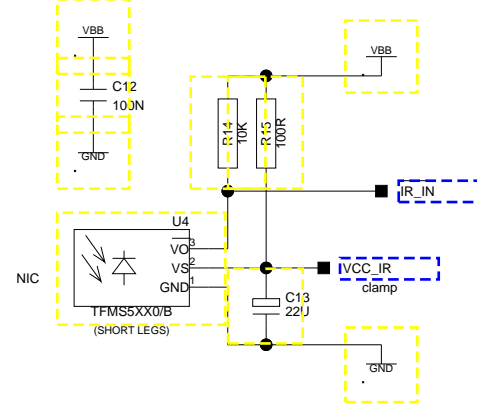 VBB
C12
100N
GND
VBB
R14
10K
R15
100R
IR_IN
U4
NIC
VO
3
VS
2
GND
1
TFMS5XX0/B
(SHORT LEGS)
VCC_IR
clamp
C13
22U
GND